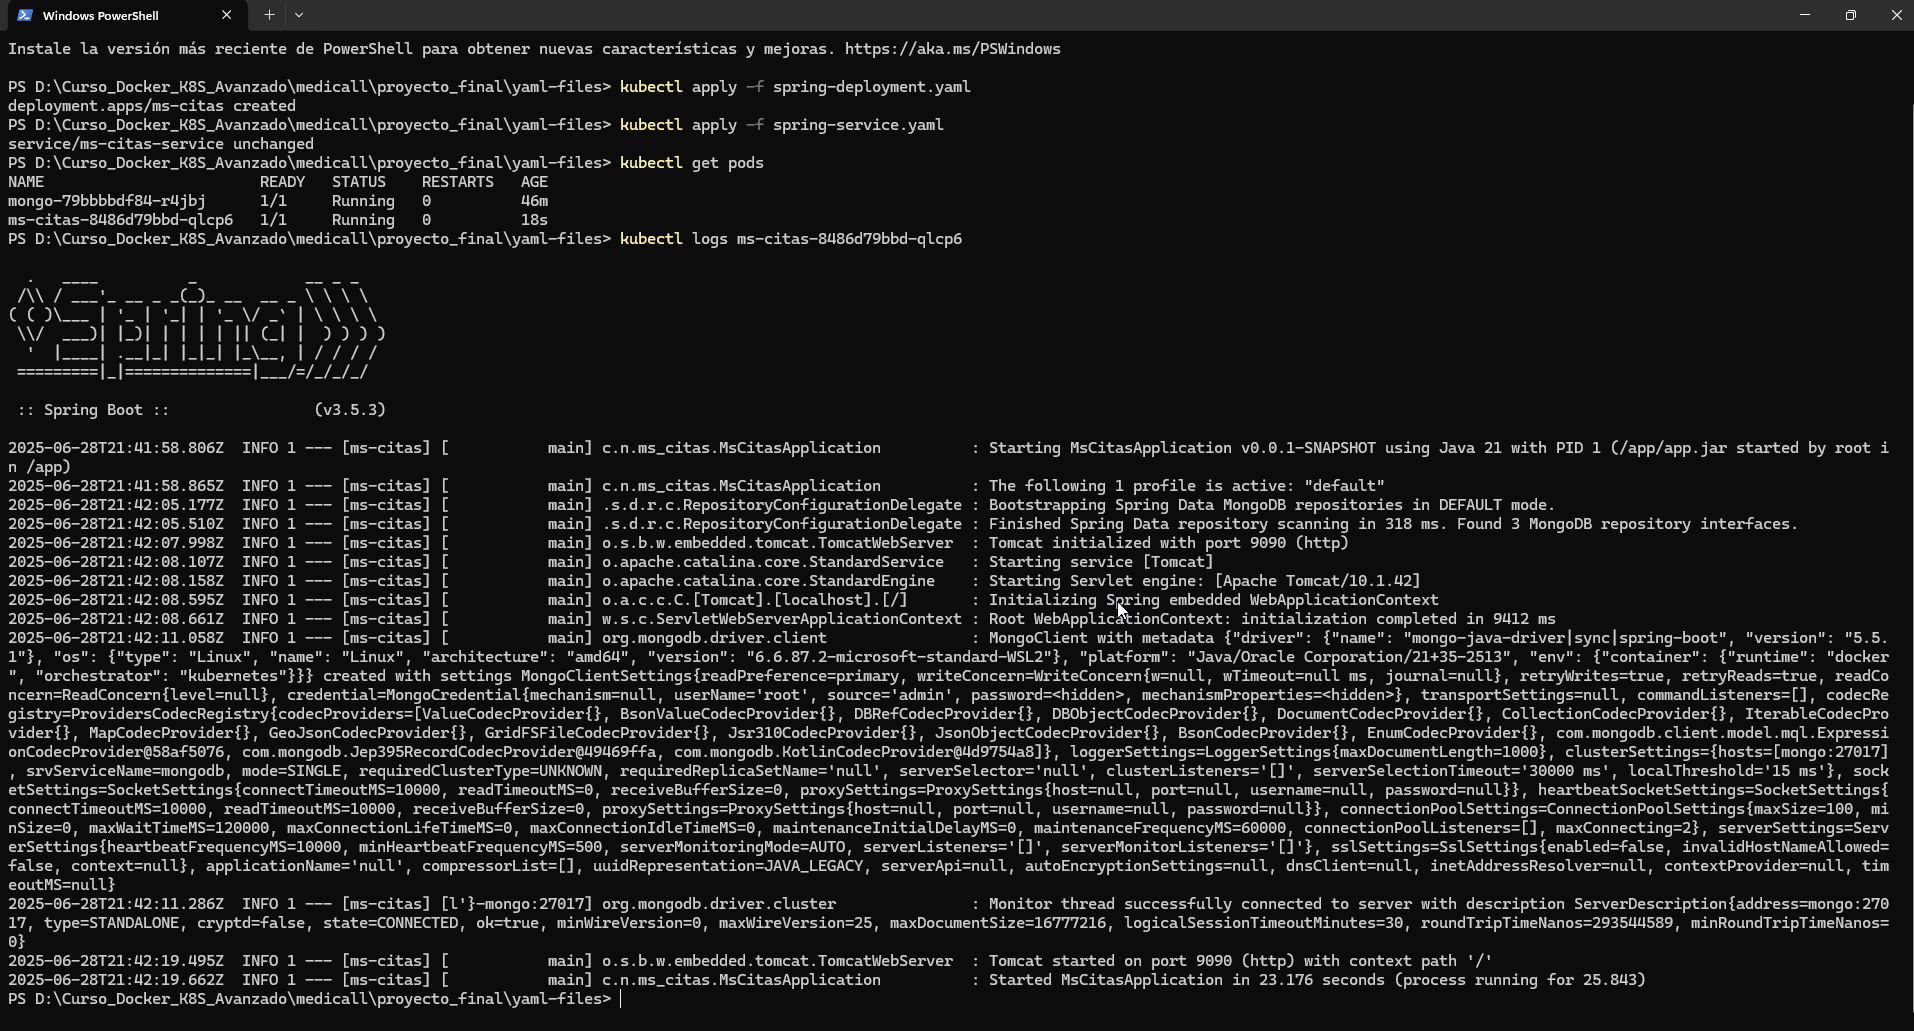 Windows PowerShell
Instale la versión más reciente de PowerShell para obtener nuevas características y mejoras. https://aka.ms/PSWindows
PS D:\Curso_Docker_K8S_Avanzado\medicall\proyecto_final\yaml-files> kubectl apply -f spring-deployment.yaml
deployment.apps/ms-citas created
PS D:\Curso_Docker_K8S_Avanzado\medicall\proyecto_final\yaml-files> kubectl apply -f spring-service.yaml
service/ms-citas-service unchanged
PS D:\Curso_Docker_K8S_Avanzado\medicall\proyecto_final\yaml-files> kubectl get pods
NAME                        READY   STATUS    RESTARTS   AGE
mongo-79bbbbdf84-r4jbj      1/1     Running   0          46m
ms-citas-8486d79bbd-qlcp6   1/1     Running   0          18s
PS D:\Curso_Docker_K8S_Avanzado\medicall\proyecto_final\yaml-files> kubectl logs ms-citas-8486d79bbd-qlcp6
  .   ____          _            __ _ _
 /\\ / ___'_ __ _ _(_)_ __  __ _ \ \ \ \
( ( )\___ | '_ | '_| | '_ \/ _` | \ \ \ \
 \\/  ___)| |_)| | | | | || (_| |  ) ) ) )
  '  |____| .__|_| |_|_| |_\__, | / / / /
 =========|_|==============|___/=/_/_/_/
 :: Spring Boot ::                (v3.5.3)
2025-06-28T21:41:58.806Z  INFO 1 --- [ms-citas] [           main] c.n.ms_citas.MsCitasApplication          : Starting MsCitasApplication v0.0.1-SNAPSHOT using Java 21 with PID 1 (/app/app.jar started by root i
n /app)
2025-06-28T21:41:58.865Z  INFO 1 --- [ms-citas] [           main] c.n.ms_citas.MsCitasApplication          : The following 1 profile is active: "default"
2025-06-28T21:42:05.177Z  INFO 1 --- [ms-citas] [           main] .s.d.r.c.RepositoryConfigurationDelegate : Bootstrapping Spring Data MongoDB repositories in DEFAULT mode.
2025-06-28T21:42:05.510Z  INFO 1 --- [ms-citas] [           main] .s.d.r.c.RepositoryConfigurationDelegate : Finished Spring Data repository scanning in 318 ms. Found 3 MongoDB repository interfaces.
2025-06-28T21:42:07.998Z  INFO 1 --- [ms-citas] [           main] o.s.b.w.embedded.tomcat.TomcatWebServer  : Tomcat initialized with port 9090 (http)
2025-06-28T21:42:08.107Z  INFO 1 --- [ms-citas] [           main] o.apache.catalina.core.StandardService   : Starting service [Tomcat]
2025-06-28T21:42:08.158Z  INFO 1 --- [ms-citas] [           main] o.apache.catalina.core.StandardEngine    : Starting Servlet engine: [Apache Tomcat/10.1.42]
2025-06-28T21:42:08.595Z  INFO 1 --- [ms-citas] [           main] o.a.c.c.C.[Tomcat].[localhost].[/]       : Initializing Spring embedded WebApplicationContext
2025-06-28T21:42:08.661Z  INFO 1 --- [ms-citas] [           main] w.s.c.ServletWebServerApplicationContext : Root WebApplicationContext: initialization completed in 9412 ms
2025-06-28T21:42:11.058Z  INFO 1 --- [ms-citas] [           main] org.mongodb.driver.client                : MongoClient with metadata {"driver": {"name": "mongo-java-driver|sync|spring-boot", "version": "5.5.
1"}, "os": {"type": "Linux", "name": "Linux", "architecture": "amd64", "version": "6.6.87.2-microsoft-standard-WSL2"}, "platform": "Java/Oracle Corporation/21+35-2513", "env": {"container": {"runtime": "docker
", "orchestrator": "kubernetes"}}} created with settings MongoClientSettings{readPreference=primary, writeConcern=WriteConcern{w=null, wTimeout=null ms, journal=null}, retryWrites=true, retryReads=true, readCo
ncern=ReadConcern{level=null}, credential=MongoCredential{mechanism=null, userName='root', source='admin', password=<hidden>, mechanismProperties=<hidden>}, transportSettings=null, commandListeners=[], codecRe
gistry=ProvidersCodecRegistry{codecProviders=[ValueCodecProvider{}, BsonValueCodecProvider{}, DBRefCodecProvider{}, DBObjectCodecProvider{}, DocumentCodecProvider{}, CollectionCodecProvider{}, IterableCodecPro
vider{}, MapCodecProvider{}, GeoJsonCodecProvider{}, GridFSFileCodecProvider{}, Jsr310CodecProvider{}, JsonObjectCodecProvider{}, BsonCodecProvider{}, EnumCodecProvider{}, com.mongodb.client.model.mql.Expressi
onCodecProvider@58af5076, com.mongodb.Jep395RecordCodecProvider@49469ffa, com.mongodb.KotlinCodecProvider@4d9754a8]}, loggerSettings=LoggerSettings{maxDocumentLength=1000}, clusterSettings={hosts=[mongo:27017]
, srvServiceName=mongodb, mode=SINGLE, requiredClusterType=UNKNOWN, requiredReplicaSetName='null', serverSelector='null', clusterListeners='[]', serverSelectionTimeout='30000 ms', localThreshold='15 ms'}, sock
etSettings=SocketSettings{connectTimeoutMS=10000, readTimeoutMS=0, receiveBufferSize=0, proxySettings=ProxySettings{host=null, port=null, username=null, password=null}}, heartbeatSocketSettings=SocketSettings{
connectTimeoutMS=10000, readTimeoutMS=10000, receiveBufferSize=0, proxySettings=ProxySettings{host=null, port=null, username=null, password=null}}, connectionPoolSettings=ConnectionPoolSettings{maxSize=100, mi
nSize=0, maxWaitTimeMS=120000, maxConnectionLifeTimeMS=0, maxConnectionIdleTimeMS=0, maintenanceInitialDelayMS=0, maintenanceFrequencyMS=60000, connectionPoolListeners=[], maxConnecting=2}, serverSettings=Serv
erSettings{heartbeatFrequencyMS=10000, minHeartbeatFrequencyMS=500, serverMonitoringMode=AUTO, serverListeners='[]', serverMonitorListeners='[]'}, sslSettings=SslSettings{enabled=false, invalidHostNameAllowed=
false, context=null}, applicationName='null', compressorList=[], uuidRepresentation=JAVA_LEGACY, serverApi=null, autoEncryptionSettings=null, dnsClient=null, inetAddressResolver=null, contextProvider=null, tim
eoutMS=null}
2025-06-28T21:42:11.286Z  INFO 1 --- [ms-citas] [l'}-mongo:27017] org.mongodb.driver.cluster               : Monitor thread successfully connected to server with description ServerDescription{address=mongo:270
17, type=STANDALONE, cryptd=false, state=CONNECTED, ok=true, minWireVersion=0, maxWireVersion=25, maxDocumentSize=16777216, logicalSessionTimeoutMinutes=30, roundTripTimeNanos=293544589, minRoundTripTimeNanos=
0}
2025-06-28T21:42:19.495Z  INFO 1 --- [ms-citas] [           main] o.s.b.w.embedded.tomcat.TomcatWebServer  : Tomcat started on port 9090 (http) with context path '/'
2025-06-28T21:42:19.662Z  INFO 1 --- [ms-citas] [           main] c.n.ms_citas.MsCitasApplication          : Started MsCitasApplication in 23.176 seconds (process running for 25.843)
PS D:\Curso_Docker_K8S_Avanzado\medicall\proyecto_final\yaml-files>